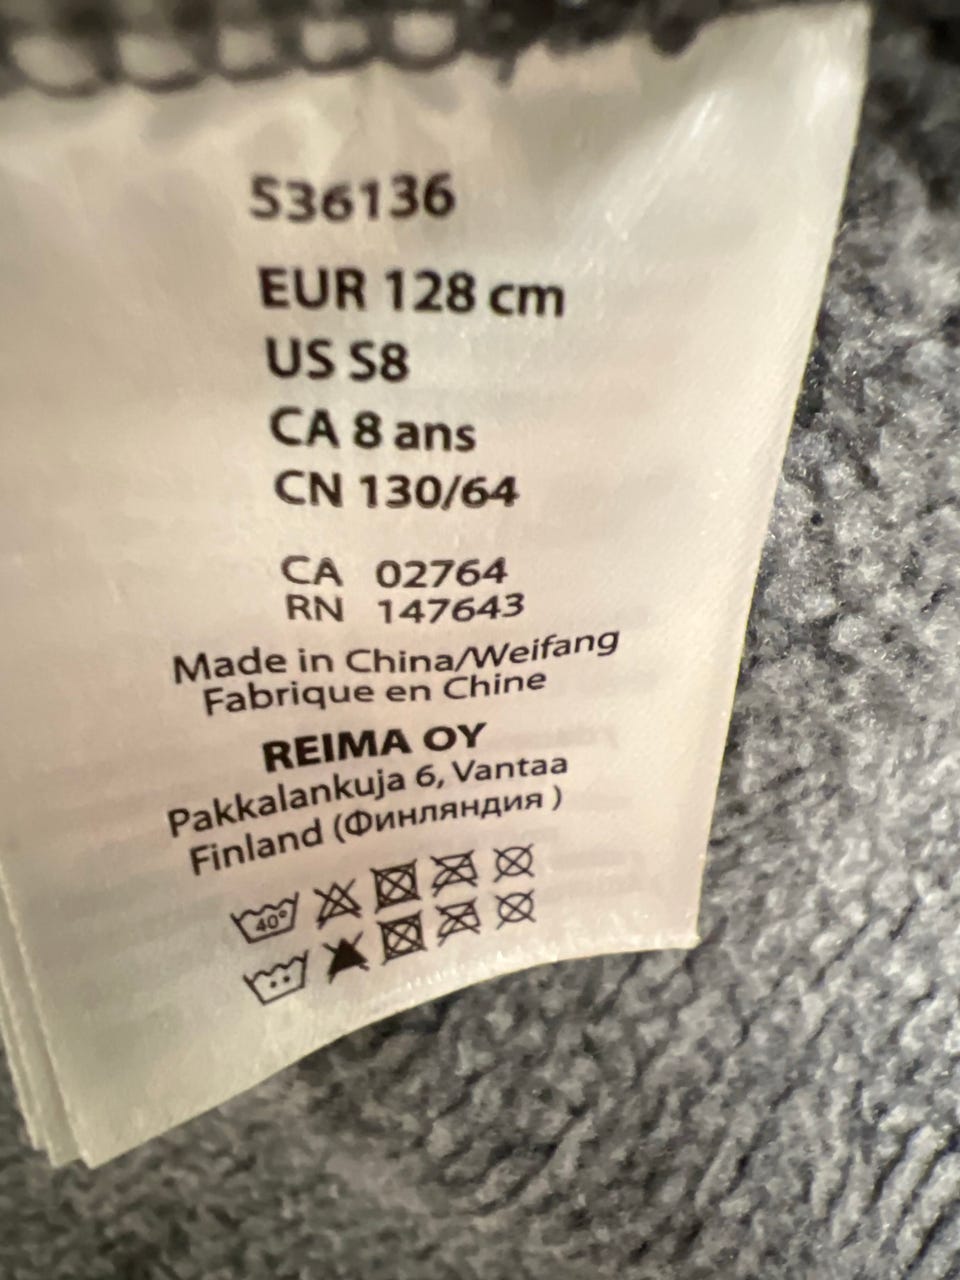 536136
EUR 128 cm
US S8
CA 8 ans
CN 130/64
CA 02764
RN 147643
Made in China/Weifang
Fabrique en Chine
REIMA OY
Pakkalankuja 6, Vantaa
Finland (Финляндия )
40°